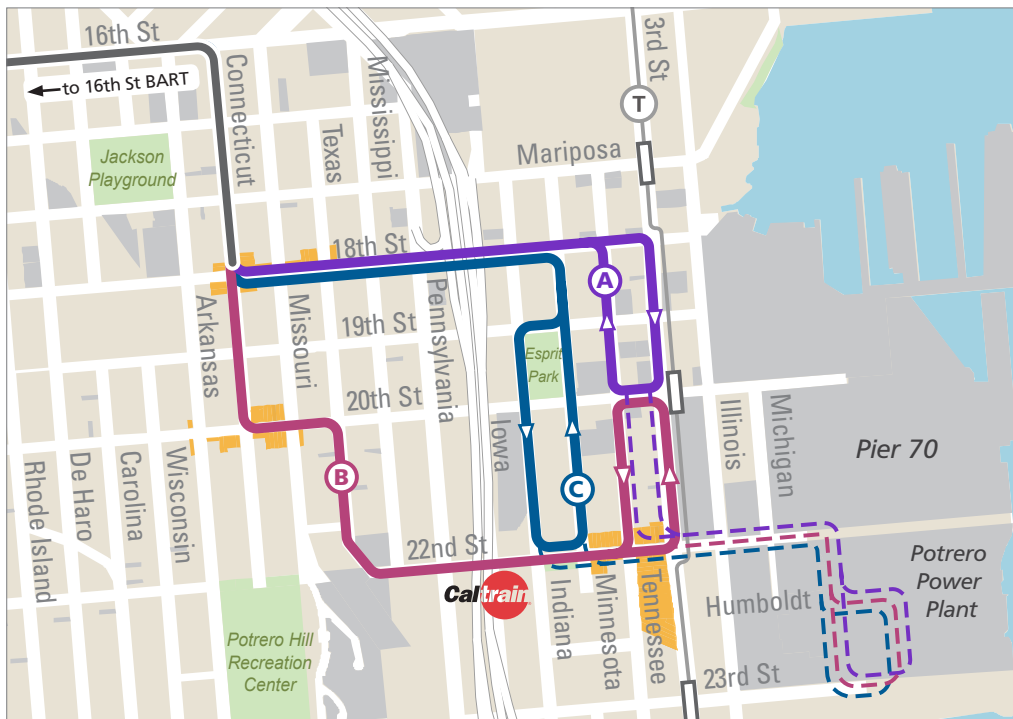 16th St
to 16th St BART
Connecticut
Mississippi
Texas
3rd St
T
Mariposa
Jackson
Playground
18th St
A
Arkansas
Missouri
Pennsylvania
19th St
Esprit
Park
20th St
Iowa
Illinois
Michigan
Pier 70
Rhode Island
De Haro
Carolina
Wisconsin
B
C
22nd St
Caltrain
Indiana
Minnesota
Tennessee
Humboldt
Potrero
Power
Plant
Potrero Hill
Recreation
Center
23rd St